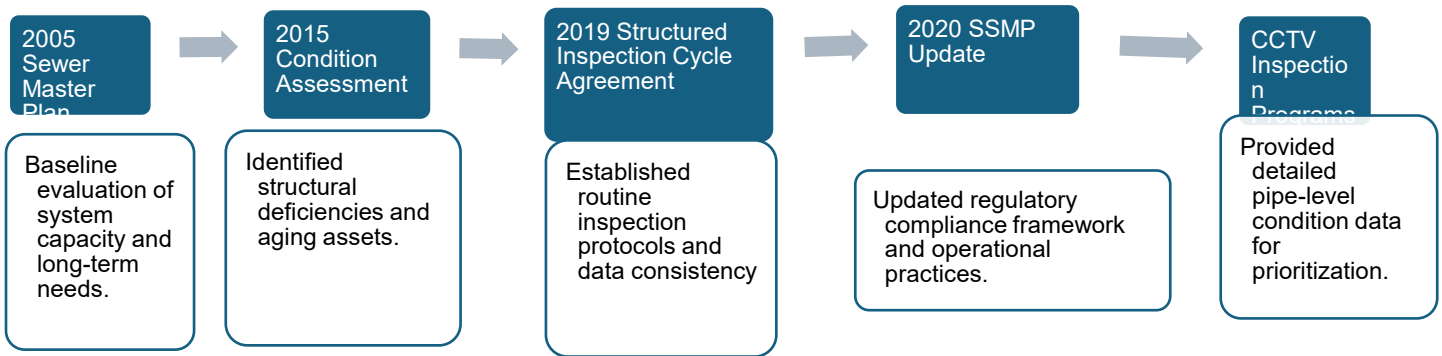 2005
Sewer
Master
Plan
Baseline
evaluation of
system
capacity and
long-term
needs.
2015
Condition
Assessment
Identified
structural
deficiencies and
aging assets.
2019 Structured
Inspection Cycle
Agreement
Established
routine
inspection
protocols and
data consistency
2020 SSMP
Update
Updated regulatory
compliance framework
and operational
practices.
CCTV
Inspectio
n
Programs
Provided
detailed
pipe-level
condition data
for
prioritization.